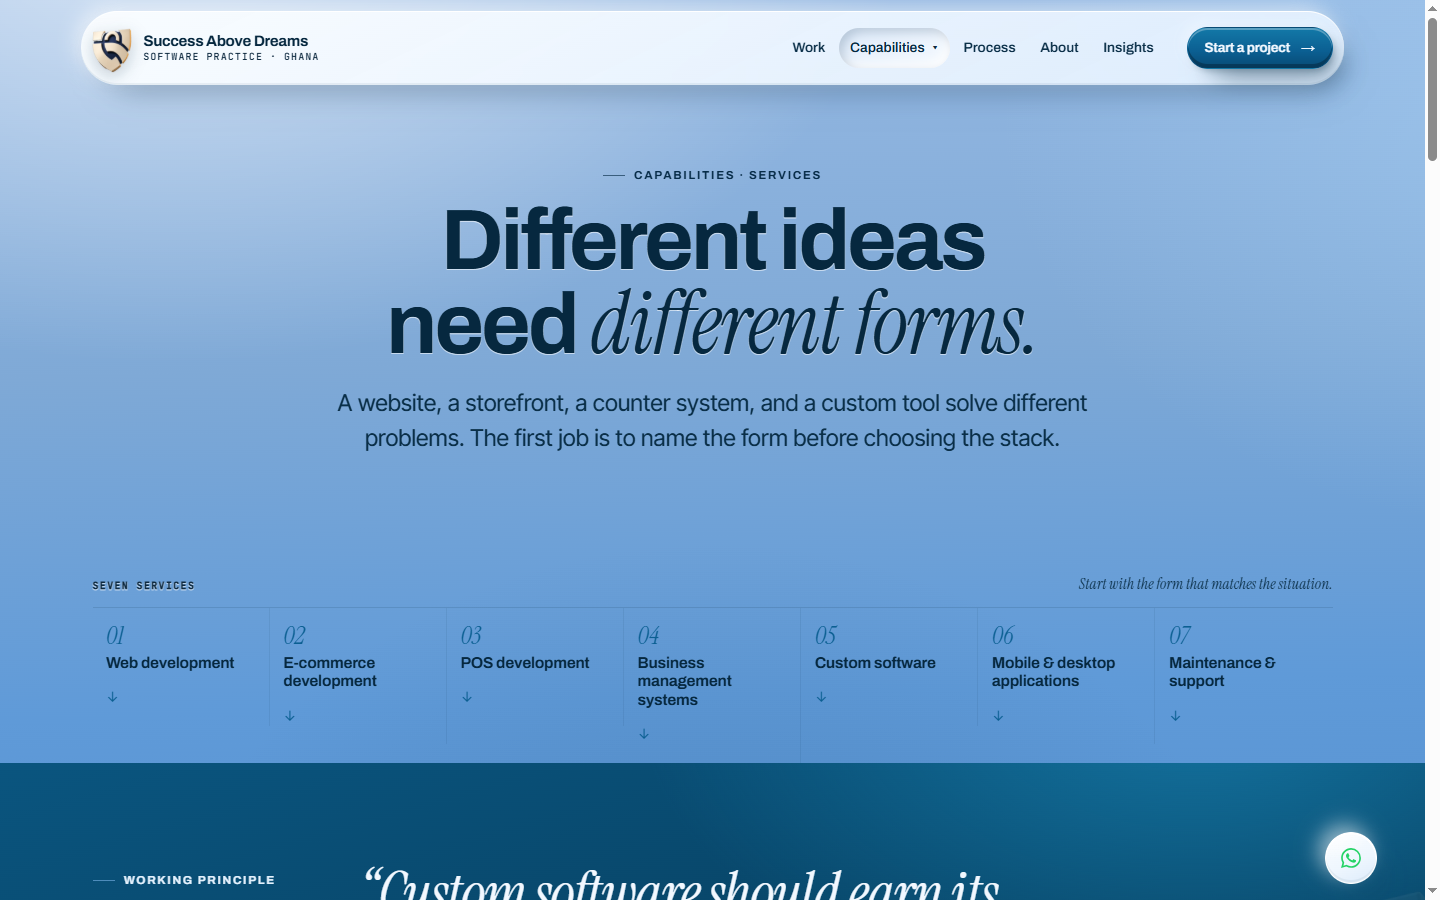 Success Above Dreams
SOFTWARE PRACTICE · GHANA
Work
Capabilities
Process
About
Insights
Start a project →
CAPABILITIES · SERVICES
Different ideas
need different forms.
A website, a storefront, a counter system, and a custom tool solve different
problems. The first job is to name the form before choosing the stack.
SEVEN SERVICES
Start with the form that matches the situation.
01
Web development
↓
02
E-commerce
development
↓
03
POS development
↓
04
Business
management
systems
↓
05
Custom software
↓
06
Mobile & desktop
applications
↓
07
Maintenance &
support
↓
WORKING PRINCIPLE
“Custom software should earn its